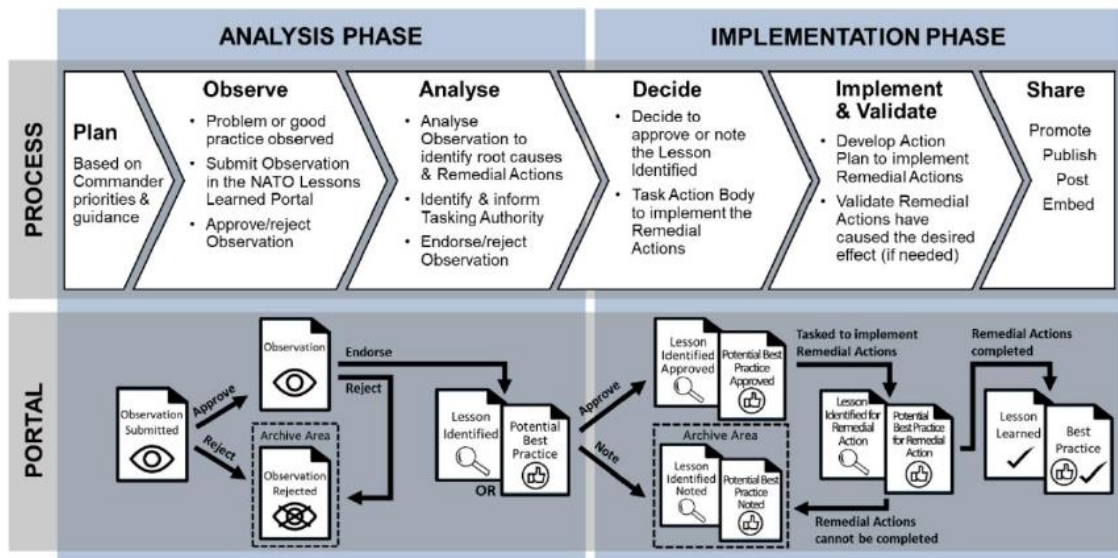 ANALYSIS PHASE
IMPLEMENTATION PHASE
PROCESS
Plan
Based on
Commander
priorities &
guidance
Observe
• Problem or good
practice observed
• Submit Observation
in the NATO Lessons
Learned Portal
• Approve/reject
Observation
Analyse
• Analyse
Observation to
identify root causes
& Remedial Actions
• Identify & inform
Tasking Authority
• Endorse/reject
Observation
Decide
• Decide to
approve or note
the Lesson
Identified
• Task Action Body
to implement the
Remedial
Actions
Implement
& Validate
• Develop Action
Plan to implement
Remedial Actions
• Validate Remedial
Actions have
caused the desired
effect (if needed)
Share
Promote
Publish
Post
Embed
PORTAL
Observation
Submitted
Approve
Reject
Observation
Archive Area
Observation
Rejected
Endorse
Reject
Lesson
Identified
OR
Potential
Best
Practice
Approve
Note
Lesson
Identified
Approved
Potential Best
Practice
Approved
Archive Area
Lesson
Identified
Noted
Potential Best
Practice
Noted
Tasked to implement
Remedial Actions
Lesson
Identified for
Remedial
Action
Potential
Best Practice
for Remedial
Action
Remedial Actions
cannot be completed
Remedial Actions
completed
Lesson
Learned
Best
Practice